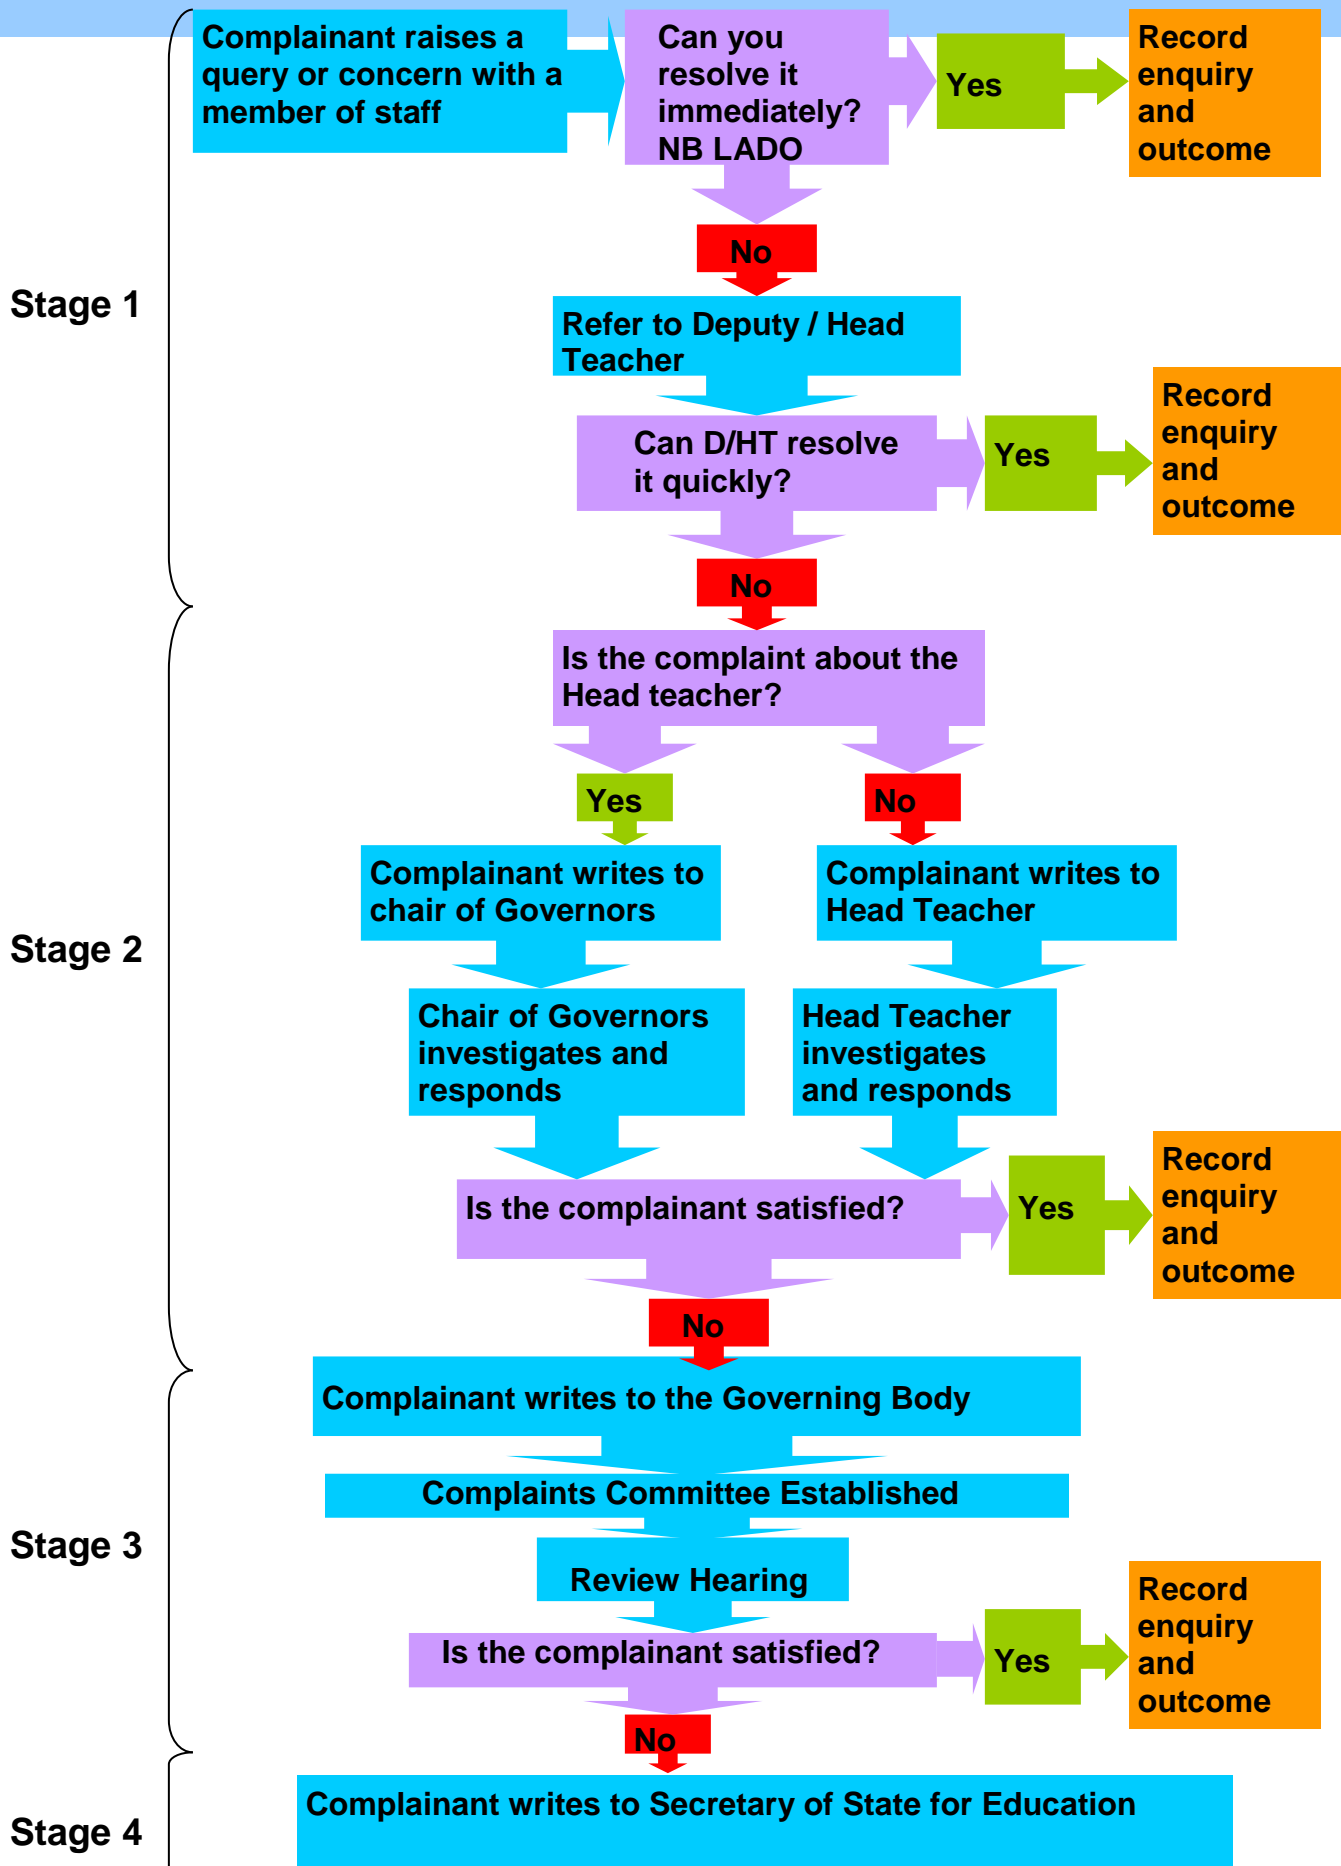 Complainant raises a
query or concern with a
member of staff
Can you
resolve it
immediately?
NB LADO
Yes
Record
enquiry
and
outcome
No
Stage 1
Refer to Deputy / Head
Teacher
Can D/HT resolve
it quickly?
Yes
Record
enquiry
and
outcome
No
Is the complaint about the
Head teacher?
Yes
No
Complainant writes to
chair of Governors
Complainant writes to
Head Teacher
Stage 2
Chair of Governors
investigates and
responds
Head Teacher
investigates
and responds
Is the complainant satisfied?
Yes
Record
enquiry
and
outcome
No
Complainant writes to the Governing Body
Complaints Committee Established
Stage 3
Review Hearing
Is the complainant satisfied?
Yes
Record
enquiry
and
outcome
No
Complainant writes to Secretary of State for Education
Stage 4